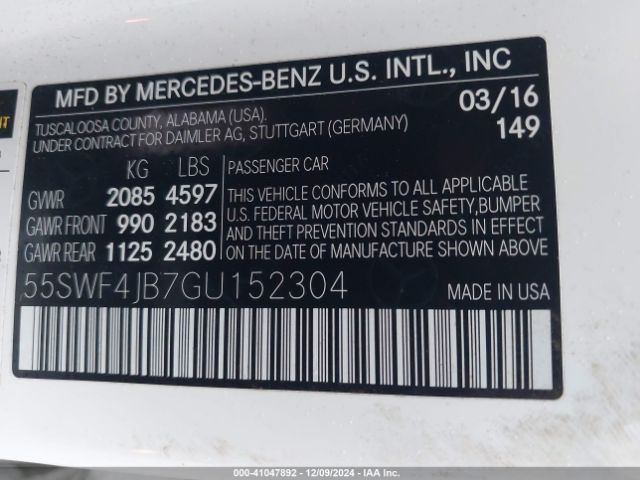 MFD BY MERCEDES-BENZ U.S. INTL., INC
TUSCALOOSA COUNTY, ALABAMA (USA).
UNDER CONTRACT FOR DAIMLER AG, STUTTGART (GERMANY)
03/16
149
KG LBS
GVWR 2085 4597
GAWR FRONT 990 2183
GAWR REAR 1125 2480
PASSENGER CAR
THIS VEHICLE CONFORMS TO ALL APPLICABLE
U.S. FEDERAL MOTOR VEHICLE SAFETY,BUMPER
AND THEFT PREVENTION STANDARDS IN EFFECT
ON THE DATE OF MANUFACTURE SHOWN ABOVE.
55SWF4JB7GU152304
MADE IN USA
000-41047892 | 12/09/2024 - IAA Inc.